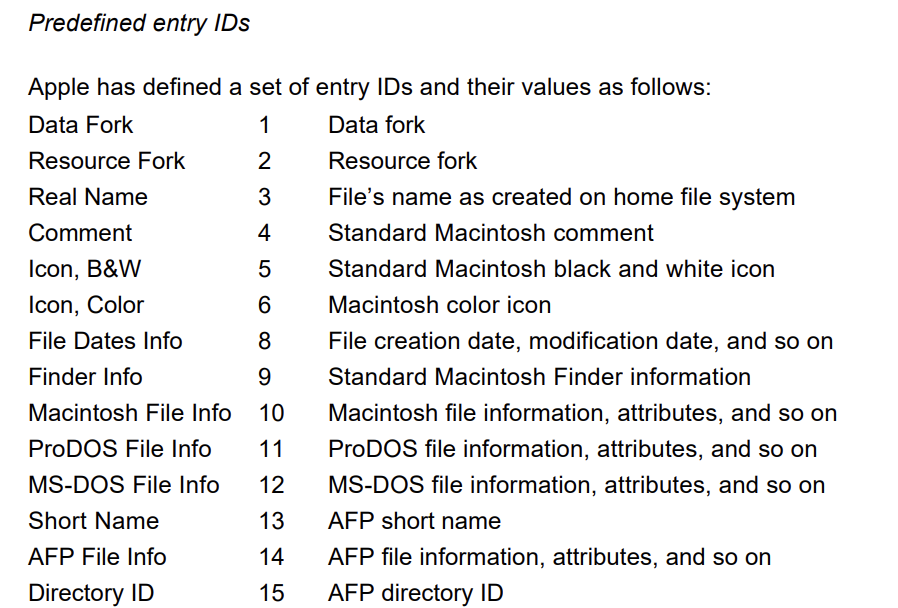 Predefined entry IDs
Apple has defined a set of entry IDs and their values as follows:
Data Fork 1 Data fork
Resource Fork 2 Resource fork
Real Name 3 File’s name as created on home file system
Comment 4 Standard Macintosh comment
Icon, B&W 5 Standard Macintosh black and white icon
Icon, Color 6 Macintosh color icon
File Dates Info 8 File creation date, modification date, and so on
Finder Info 9 Standard Macintosh Finder information
Macintosh File Info 10 Macintosh file information, attributes, and so on
ProDOS File Info 11 ProDOS file information, attributes, and so on
MS-DOS File Info 12 MS-DOS file information, attributes, and so on
Short Name 13 AFP short name
AFP File Info 14 AFP file information, attributes, and so on
Directory ID 15 AFP directory ID